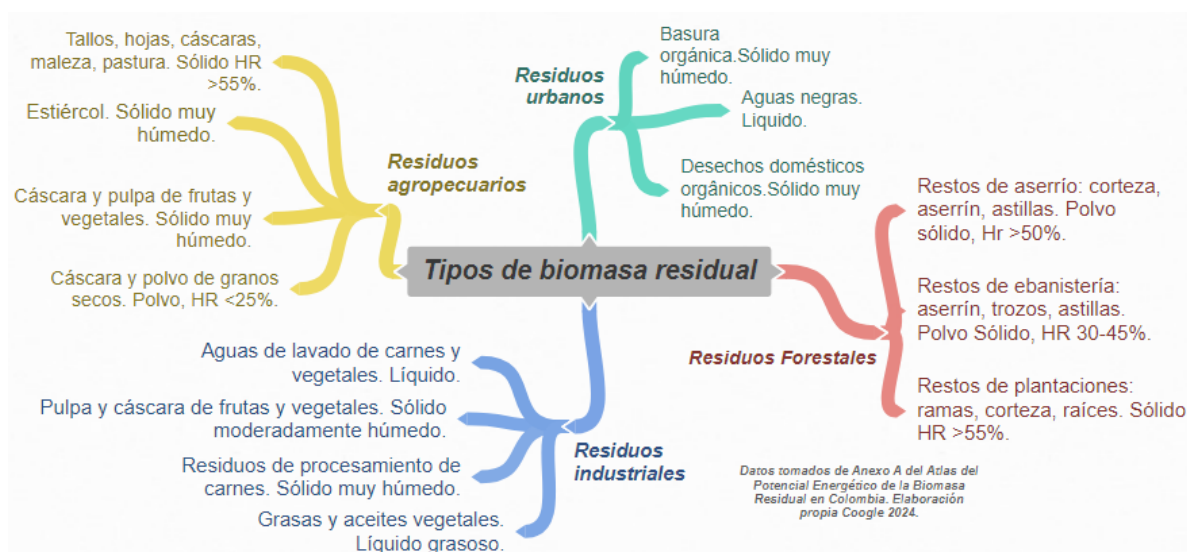 Tipos de biomasa residual
Residuos
agropecuarios
Tallos, hojas, cáscaras,
maleza, pastura. Sólido HR
>55%.
Estiércol. Sólido muy
húmedo.
Cáscara y pulpa de frutas y
vegetales. Sólido muy
húmedo.
Cáscara y polvo de granos
secos. Polvo, HR <25%.
Residuos
urbanos
Basura
orgánica.Sólido muy
húmedo.
Aguas negras.
Liquido.
Desechos domésticos
orgânicos.Sólido muy
húmedo.
Residuos Forestales
Restos de aserrío: corteza,
aserrín, astillas. Polvo
sólido, Hr >50%.
Restos de ebanistería:
aserrín, trozos, astillas.
Polvo Sólido, HR 30-45%.
Restos de plantaciones:
ramas, corteza, raíces. Sólido
HR >55%.
Residuos
industriales
Aguas de lavado de carnes y
vegetales. Líquido.
Pulpa y cáscara de frutas y vegetales. Sólido
moderadamente húmedo.
Residuos de procesamiento de
carnes. Sólido muy húmedo.
Grasas y aceites vegetales.
Líquido grasoso.
Datos tomados de Anexo A del Atlas del
Potencial Energético de la Biomasa
Residual en Colombia. Elaboración
propia Coogle 2024.